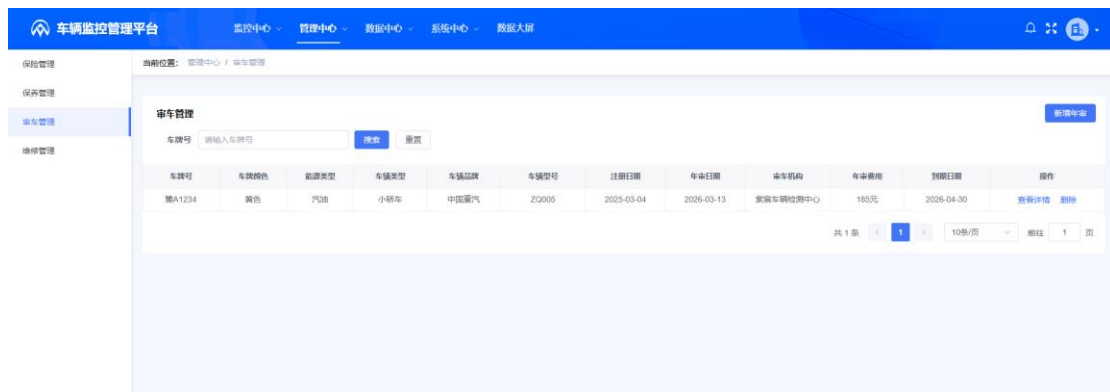 车辆监控管理平台 监控中心 管理中心 数据中心 系统中心 数据大屏
保险管理
保养管理
审车管理
维修管理
当前位置： 管理中心 / 审车管理
审车管理 新增年审
车牌号 请输入车牌号 搜索 重置
车牌号 车牌颜色 能源类型 车辆类型 车辆品牌 车辆型号 注册日期 年审日期 审车机构 年审费用 到期日期 操作
豫A1234 黄色 汽油 小轿车 中国重汽 ZQ005 2025-03-04 2026-03-13 车辆检测中心 185元 2026-04-30 查看详情 删除
共 1 条 1 10条/页 前往 1 页